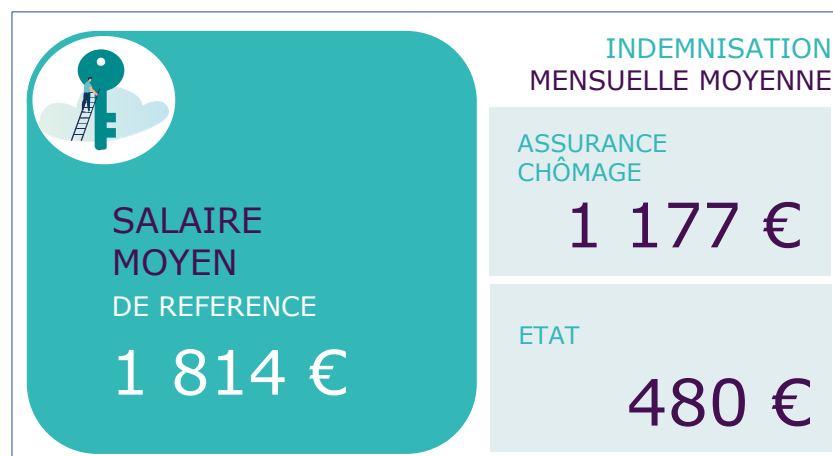 SALAIRE
MOYEN
DE REFERENCE
1 814 €
INDEMNISATION
MENSUELLE MOYENNE
ASSURANCE
CHÔMAGE
1 177 €
ETAT
480 €